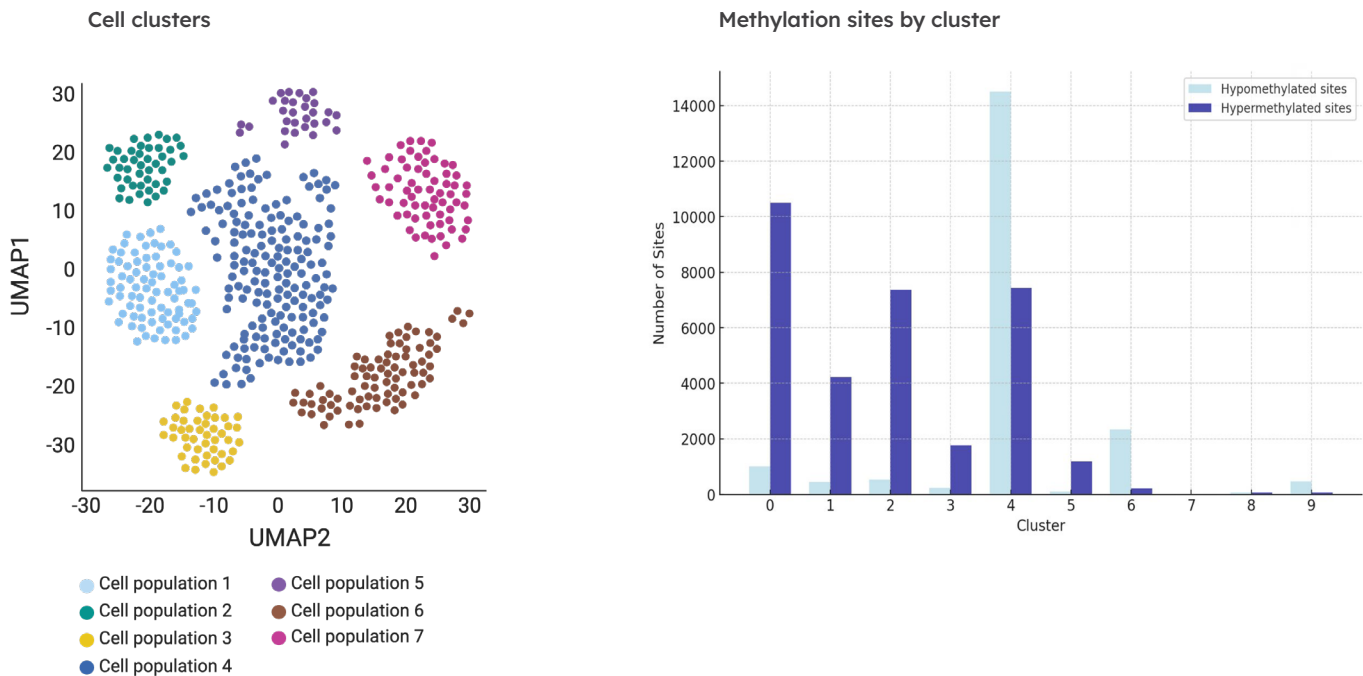 Cell clusters
Methylation sites by cluster
30
20
10
0
-10
-20
-30
UMAP1
-30 -20 -10 0 10 20 30
UMAP2
Cell population 1
Cell population 2
Cell population 3
Cell population 4
Cell population 5
Cell population 6
Cell population 7
Hypomethylated sites
Hypermethylated sites
14000
12000
10000
8000
6000
4000
2000
0
Number of Sites
0 1 2 3 4 5 6 7 8 9
Cluster